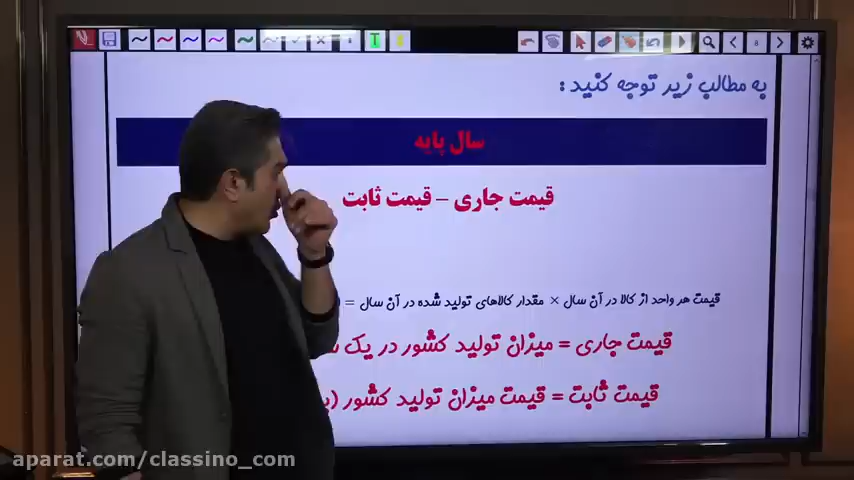 به مطالب زیر توجه کنید:
سال پایه
قیمت جاری – قیمت ثابت
قیمت هر واحد از کالا در آن سال × مقدار کالاهای تولید شده در آن سال = (
قیمت جاری = میزان تولید کشور در یک
قیمت ثابت = قیمت میزان تولید کشور (
aparat.com/classino_com